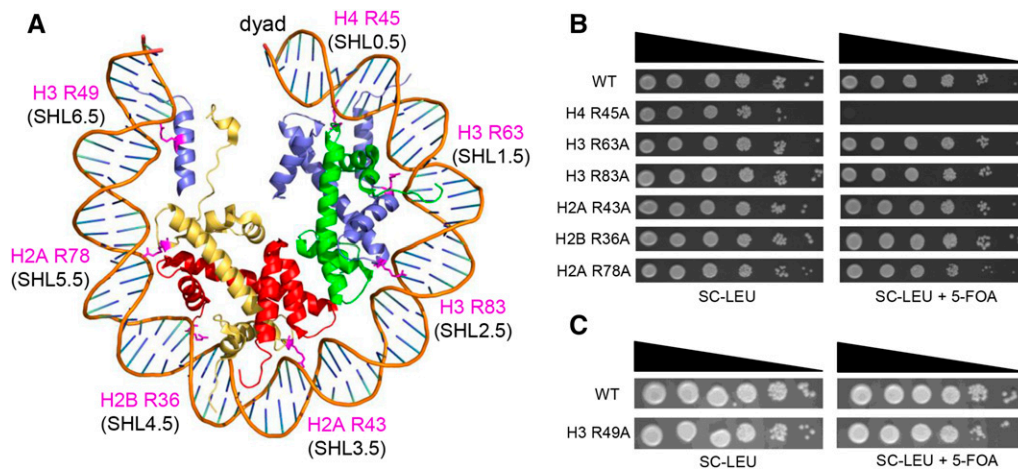 A
dyad
H4 R45
(SHL0.5)
H3 R49
(SHL6.5)
H3 R63
(SHL1.5)
H2A R78
(SHL5.5)
H3 R83
(SHL2.5)
H2B R36
(SHL4.5)
H2A R43
(SHL3.5)
B
WT
H4 R45A
H3 R63A
H3 R83A
H2A R43A
H2B R36A
H2A R78A
SC-LEU
SC-LEU + 5-FOA
C
WT
H3 R49A
SC-LEU
SC-LEU + 5-FOA